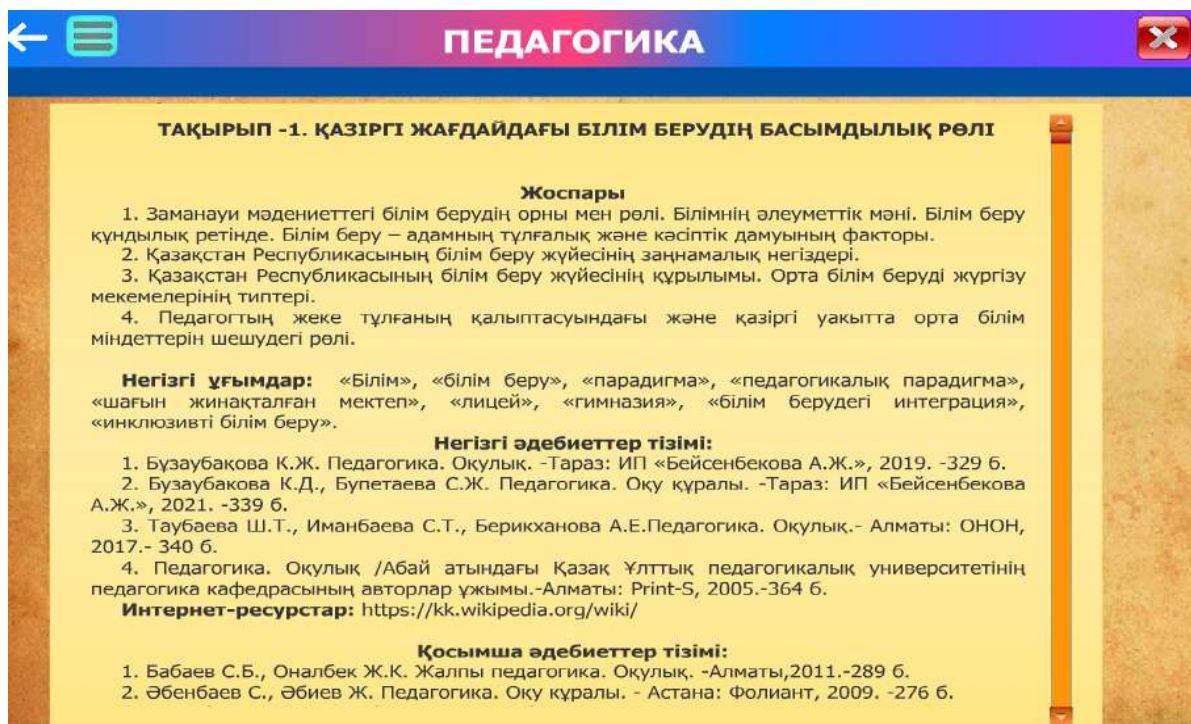 ПЕДАГОГИКА
ТАҚЫРЫП -1. ҚАЗІРГІ ЖАҒДАЙДАҒЫ БІЛІМ БЕРУДІҢ БАСЫМДЫЛЫҚ РӨЛІ
Жоспары
1. Заманауи мәдениеттегі білім берудің орны мен рөлі. Білімнің әлеуметтік мәні. Білім беру
құндылық ретінде. Білім беру – адамның тұлғалық және кәсіптік дамуының факторы.
2. Қазақстан Республикасының білім беру жүйесінің заңнамалық негіздері.
3. Қазақстан Республикасының білім беру жүйесінің құрылымы. Орта білім беруді жүргізу
мекемелерінің типтері.
4. Педагогтың жеке тұлғаның қалыптасуындағы және қазіргі уакытта орта білім
міндеттерін шешудегі рөлі.
Негізгі ұғымдар: «Білім», «білім беру», «парадигма», «педагогикалық парадигма»,
«шағын жинақталған мектеп», «лицей», «гимназия», «білім берудегі интеграция»,
«инклюзивті білім беру».
Негізгі әдебиеттер тізімі:
1. Бұзаубақова К.Ж. Педагогика. Оқулық. -Тараз: ИП «Бейсенбекова А.Ж.», 2019. -329 б.
2. Бузаубакова К.Д., Бупетаева С.Ж. Педагогика. Оқу құралы. -Тараз: ИП «Бейсенбекова
А.Ж.», 2021. -339 б.
3. Таубаева Ш.Т., Иманбаева С.Т., Берикханова А.Е.Педагогика. Оқулық.- Алматы: ОНОН,
2017.- 340 б.
4. Педагогика. Оқулық /Абай атындағы Қазақ Ұлттық педагогикалық университетінің
педагогика кафедрасының авторлар ұжымы.-Алматы: Print-S, 2005.-364 б.
Интернет-ресурстар: https://kk.wikipedia.org/wiki/
Қосымша әдебиеттер тізімі:
1. Бабаев С.Б., Оналбек Ж.К. Жалпы педагогика. Оқулық. -Алматы,2011.-289 б.
2. Әбенбаев С., Әбиев Ж. Педагогика. Оқу құралы. - Астана: Фолиант, 2009. -276 б.